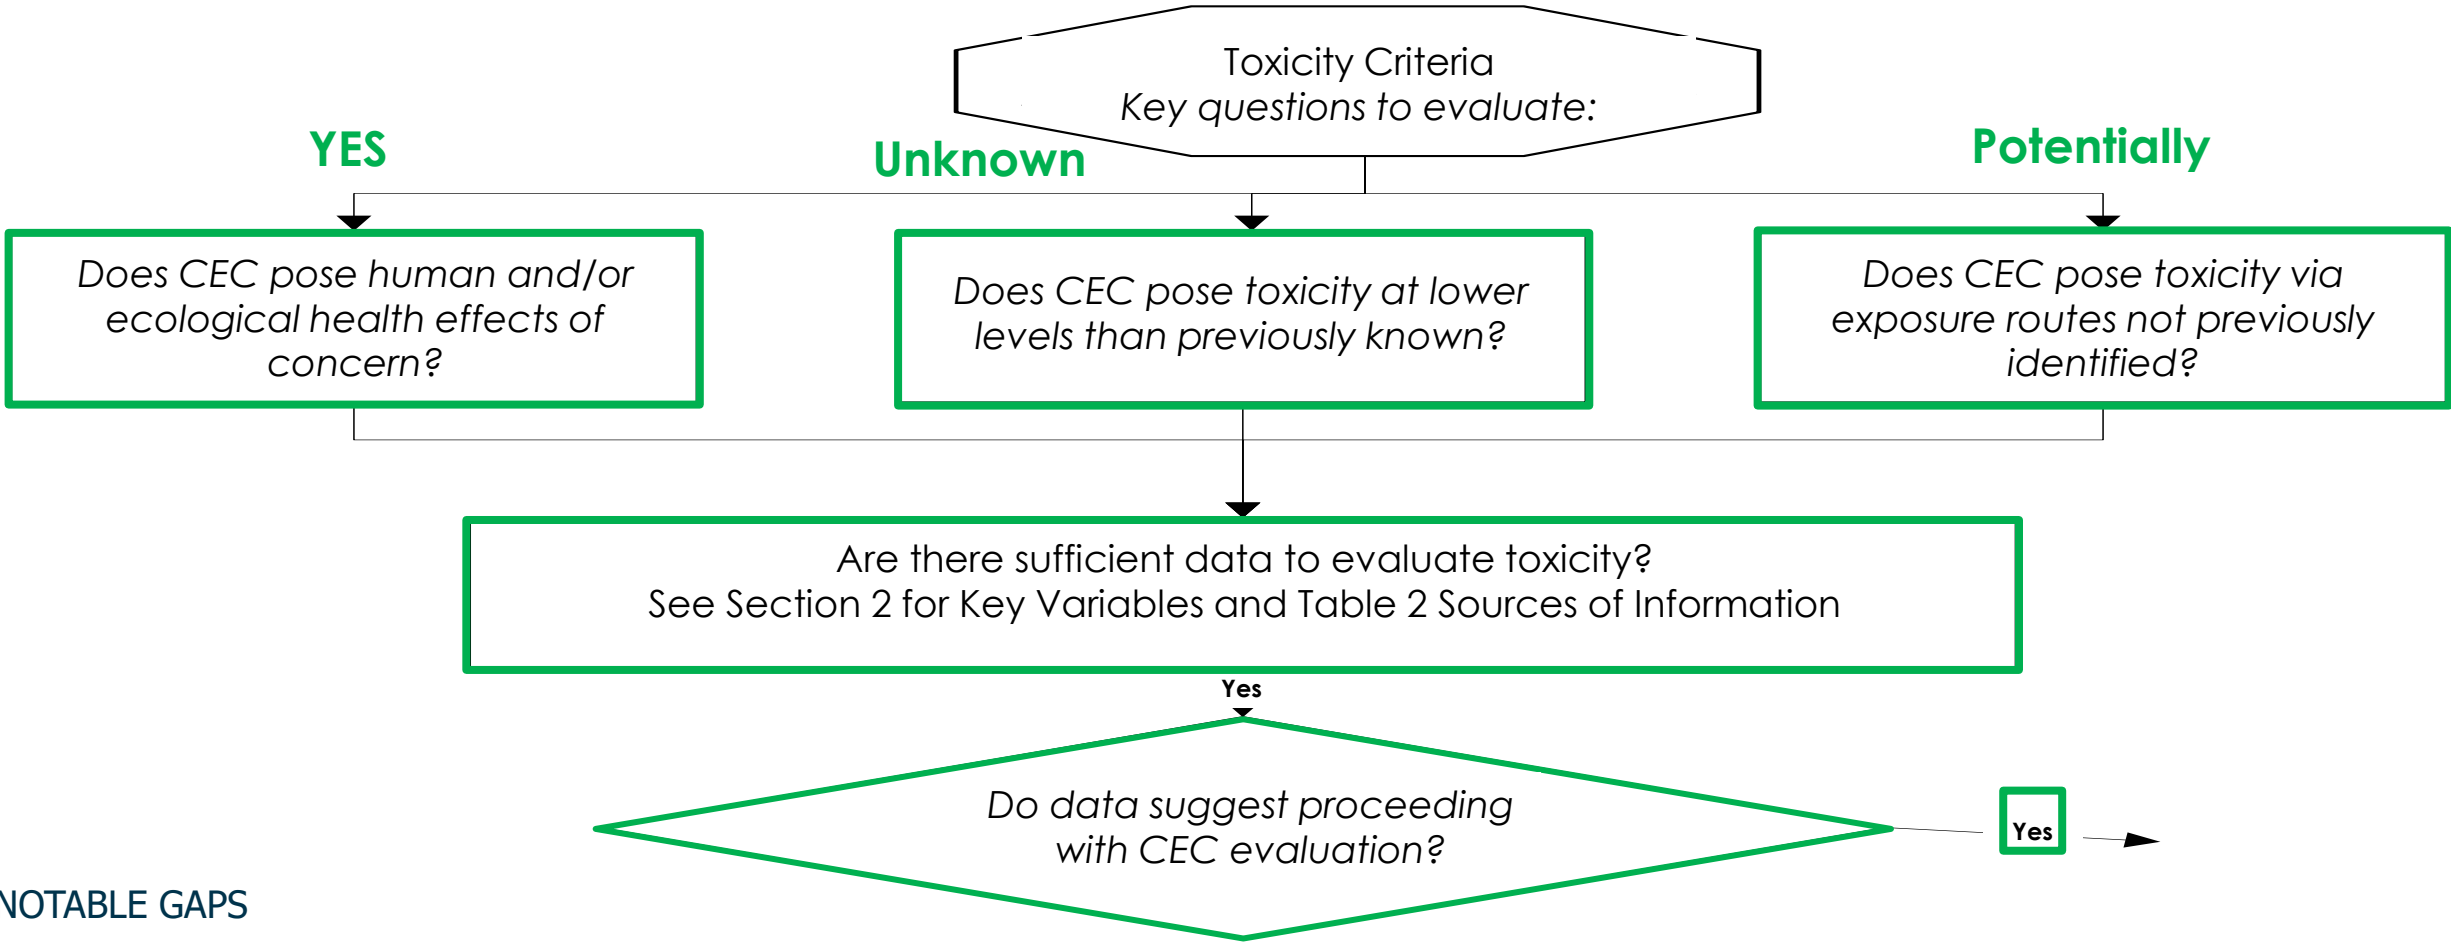 Toxicity Criteria
Key questions to evaluate:
YES
Unknown
Potentially
Does CEC pose human and/or
ecological health effects of
concern?
Does CEC pose toxicity at lower
levels than previously known?
Does CEC pose toxicity via
exposure routes not previously
identified?
Are there sufficient data to evaluate toxicity?
See Section 2 for Key Variables and Table 2 Sources of Information
Yes
Do data suggest proceeding
with CEC evaluation?
Yes
NOTABLE GAPS